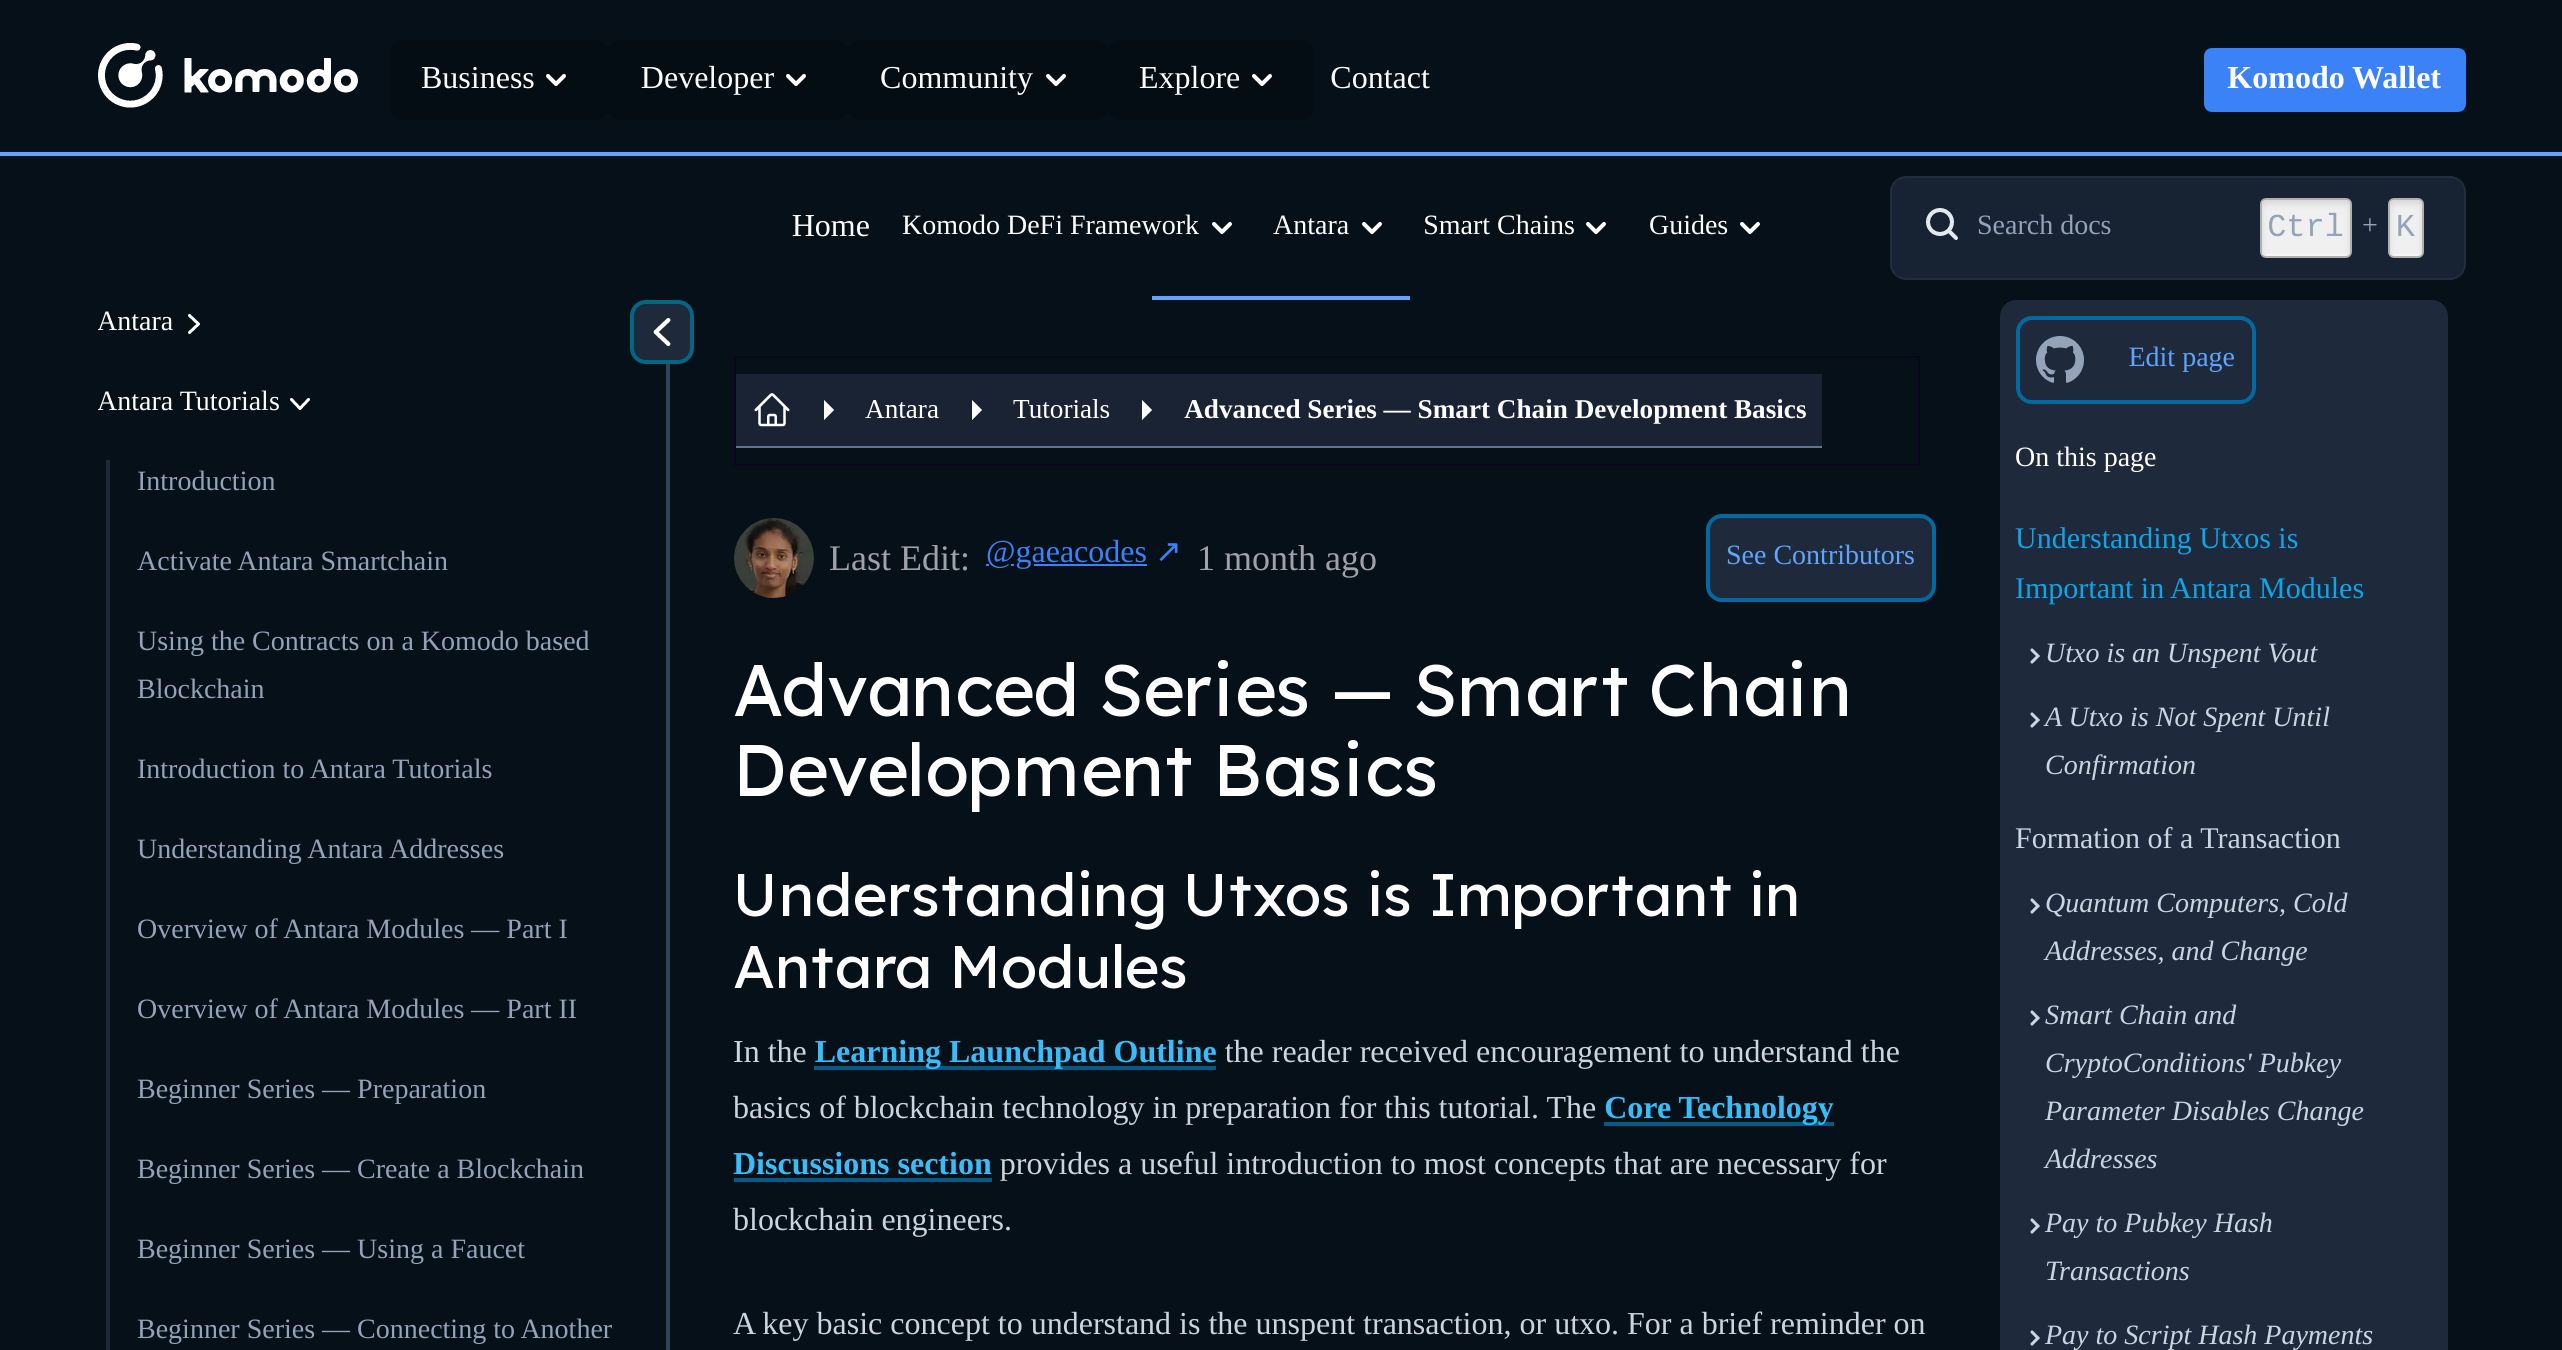 komodo
Business
Developer
Community
Explore
Contact
Komodo Wallet
Home
Komodo DeFi Framework
Antara
Smart Chains
Guides
Search docs
Ctrl + K
Antara
Antara Tutorials
Introduction
Activate Antara Smartchain
Using the Contracts on a Komodo based
Blockchain
Introduction to Antara Tutorials
Understanding Antara Addresses
Overview of Antara Modules — Part I
Overview of Antara Modules — Part II
Beginner Series — Preparation
Beginner Series — Create a Blockchain
Beginner Series — Using a Faucet
Beginner Series — Connecting to Another
Antara
Tutorials
Advanced Series — Smart Chain Development Basics
Last Edit: @gaeacodes ↗ 1 month ago
See Contributors
Advanced Series — Smart Chain
Development Basics
Understanding Utxos is Important in
Antara Modules
In the Learning Launchpad Outline the reader received encouragement to understand the
basics of blockchain technology in preparation for this tutorial. The Core Technology
Discussions section provides a useful introduction to most concepts that are necessary for
blockchain engineers.
A key basic concept to understand is the unspent transaction, or utxo. For a brief reminder on
Edit page
On this page
Understanding Utxos is
Important in Antara Modules
Utxo is an Unspent Vout
A Utxo is Not Spent Until
Confirmation
Formation of a Transaction
Quantum Computers, Cold
Addresses, and Change
Smart Chain and
CryptoConditions' Pubkey
Parameter Disables Change
Addresses
Pay to Pubkey Hash
Transactions
Pay to Script Hash Payments